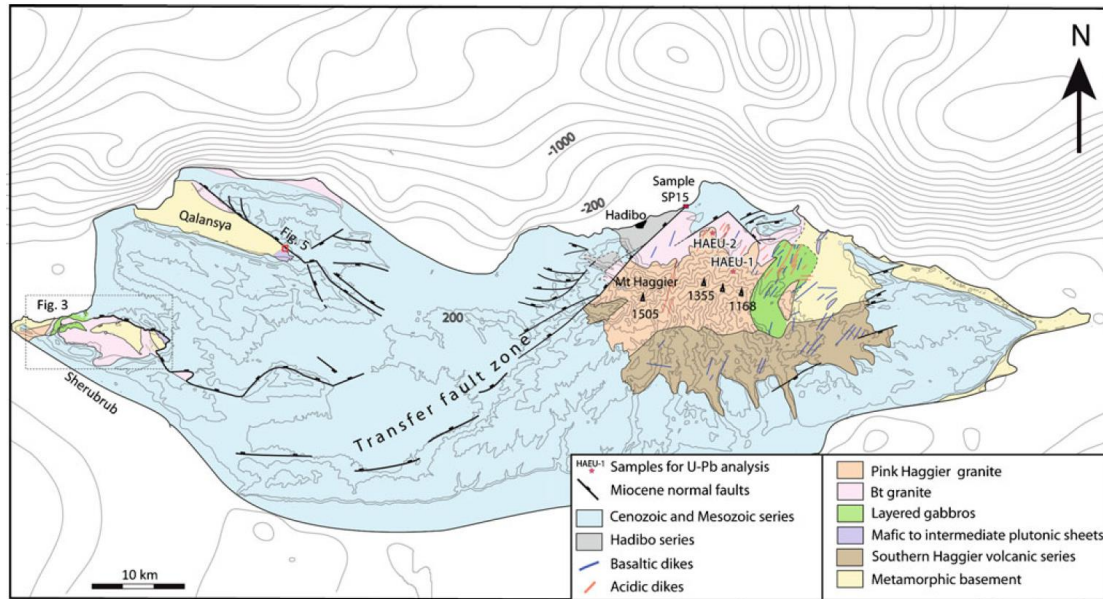 N
-1000
Sample
SP15
-200
Hadibo
Qalansya
Fig. 5
HAEU-2
HAEU-1
Mt Haggier
1355
1505
1168
Fig. 3
200
Sherubrub
Transfer fault zone
10 km
HAEU-1 Samples for U-Pb analysis
Miocene normal faults
Cenozoic and Mesozoic series
Hadibo series
Basaltic dikes
Acidic dikes
Pink Haggier granite
Bt granite
Layered gabbros
Mafic to intermediate plutonic sheets
Southern Haggier volcanic series
Metamorphic basement